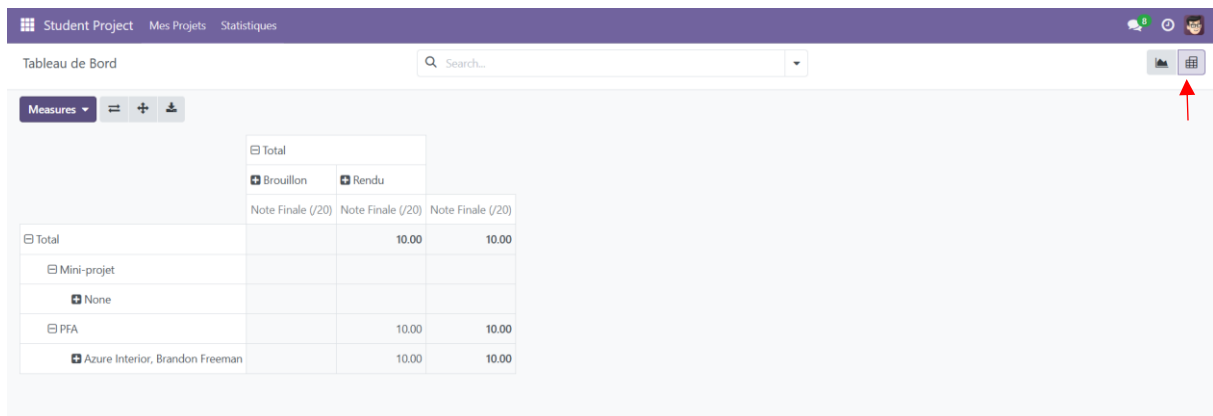 Student Project Mes Projets Statistiques 8
Tableau de Bord Search...
Measures
Total
Brouillon Rendu
Note Finale (/20) Note Finale (/20) Note Finale (/20)
Total 10.00 10.00
Mini-projet
None
PFA 10.00 10.00
Azure Interior, Brandon Freeman 10.00 10.00